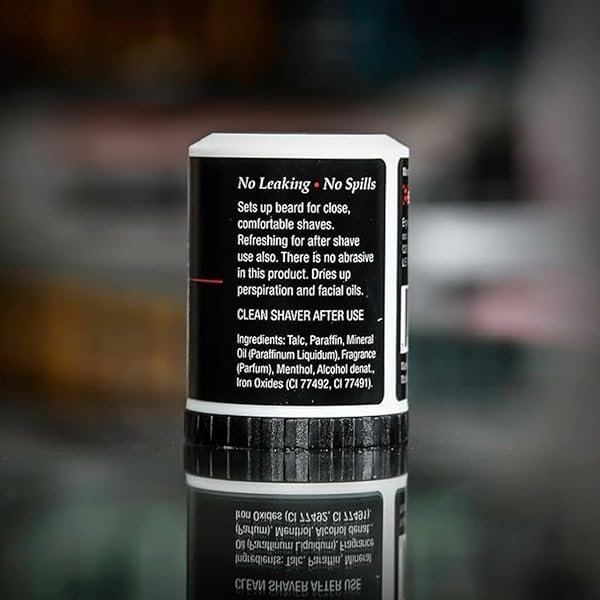 No Leaking • No Spills
Sets up beard for close,
comfortable shaves.
Refreshing for after shave
use also. There is no abrasive
in this product. Dries up
perspiration and facial oils.
CLEAN SHAVER AFTER USE
Ingredients: Talc, Paraffin, Mineral
Oil (Paraffinum Liquidum), Fragrance
(Parfum), Menthol, Alcohol denat.,
Iron Oxides (CI 77492, CI 77491).